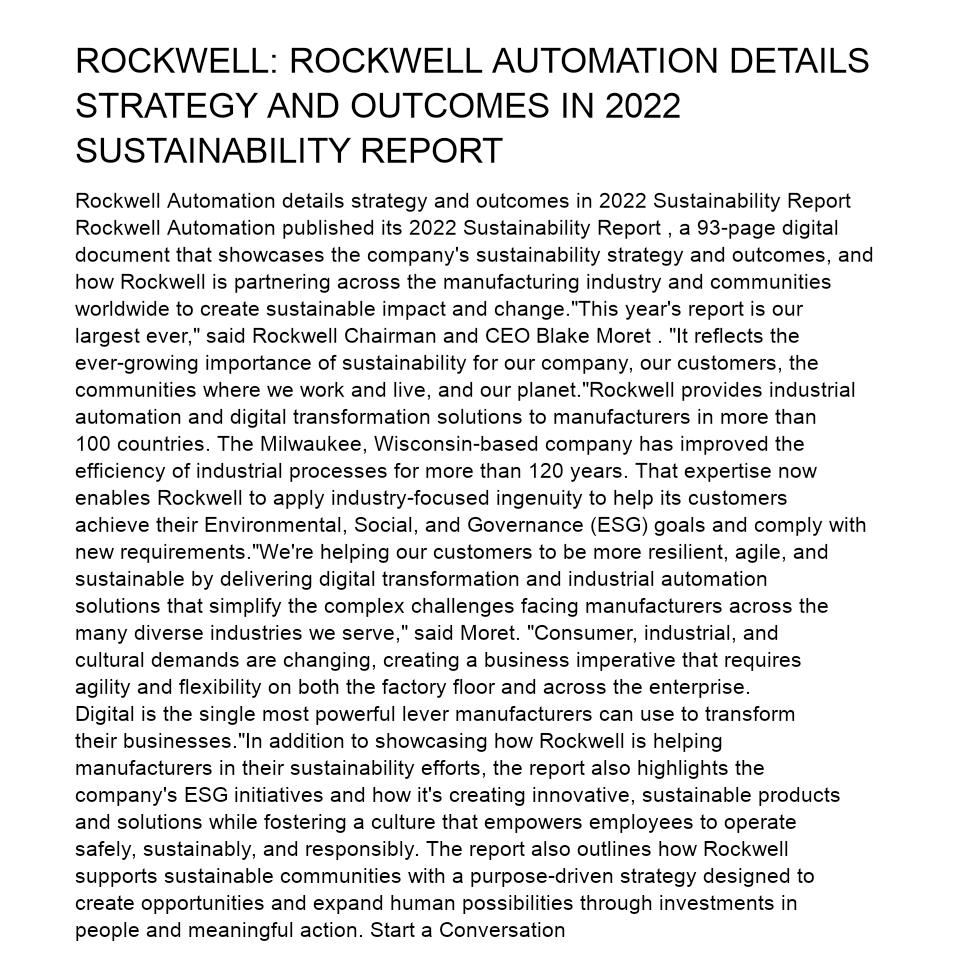 ROCKWELL: ROCKWELL AUTOMATION DETAILS
STRATEGY AND OUTCOMES IN 2022
SUSTAINABILITY REPORT
Rockwell Automation details strategy and outcomes in 2022 Sustainability Report
Rockwell Automation published its 2022 Sustainability Report , a 93-page digital
document that showcases the company's sustainability strategy and outcomes, and
how Rockwell is partnering across the manufacturing industry and communities
worldwide to create sustainable impact and change."This year's report is our
largest ever," said Rockwell Chairman and CEO Blake Moret . "It reflects the
ever-growing importance of sustainability for our company, our customers, the
communities where we work and live, and our planet."Rockwell provides industrial
automation and digital transformation solutions to manufacturers in more than
100 countries. The Milwaukee, Wisconsin-based company has improved the
efficiency of industrial processes for more than 120 years. That expertise now
enables Rockwell to apply industry-focused ingenuity to help its customers
achieve their Environmental, Social, and Governance (ESG) goals and comply with
new requirements."We're helping our customers to be more resilient, agile, and
sustainable by delivering digital transformation and industrial automation
solutions that simplify the complex challenges facing manufacturers across the
many diverse industries we serve," said Moret. "Consumer, industrial, and
cultural demands are changing, creating a business imperative that requires
agility and flexibility on both the factory floor and across the enterprise.
Digital is the single most powerful lever manufacturers can use to transform
their businesses."In addition to showcasing how Rockwell is helping
manufacturers in their sustainability efforts, the report also highlights the
company's ESG initiatives and how it's creating innovative, sustainable products
and solutions while fostering a culture that empowers employees to operate
safely, sustainably, and responsibly. The report also outlines how Rockwell
supports sustainable communities with a purpose-driven strategy designed to
create opportunities and expand human possibilities through investments in
people and meaningful action. Start a Conversation